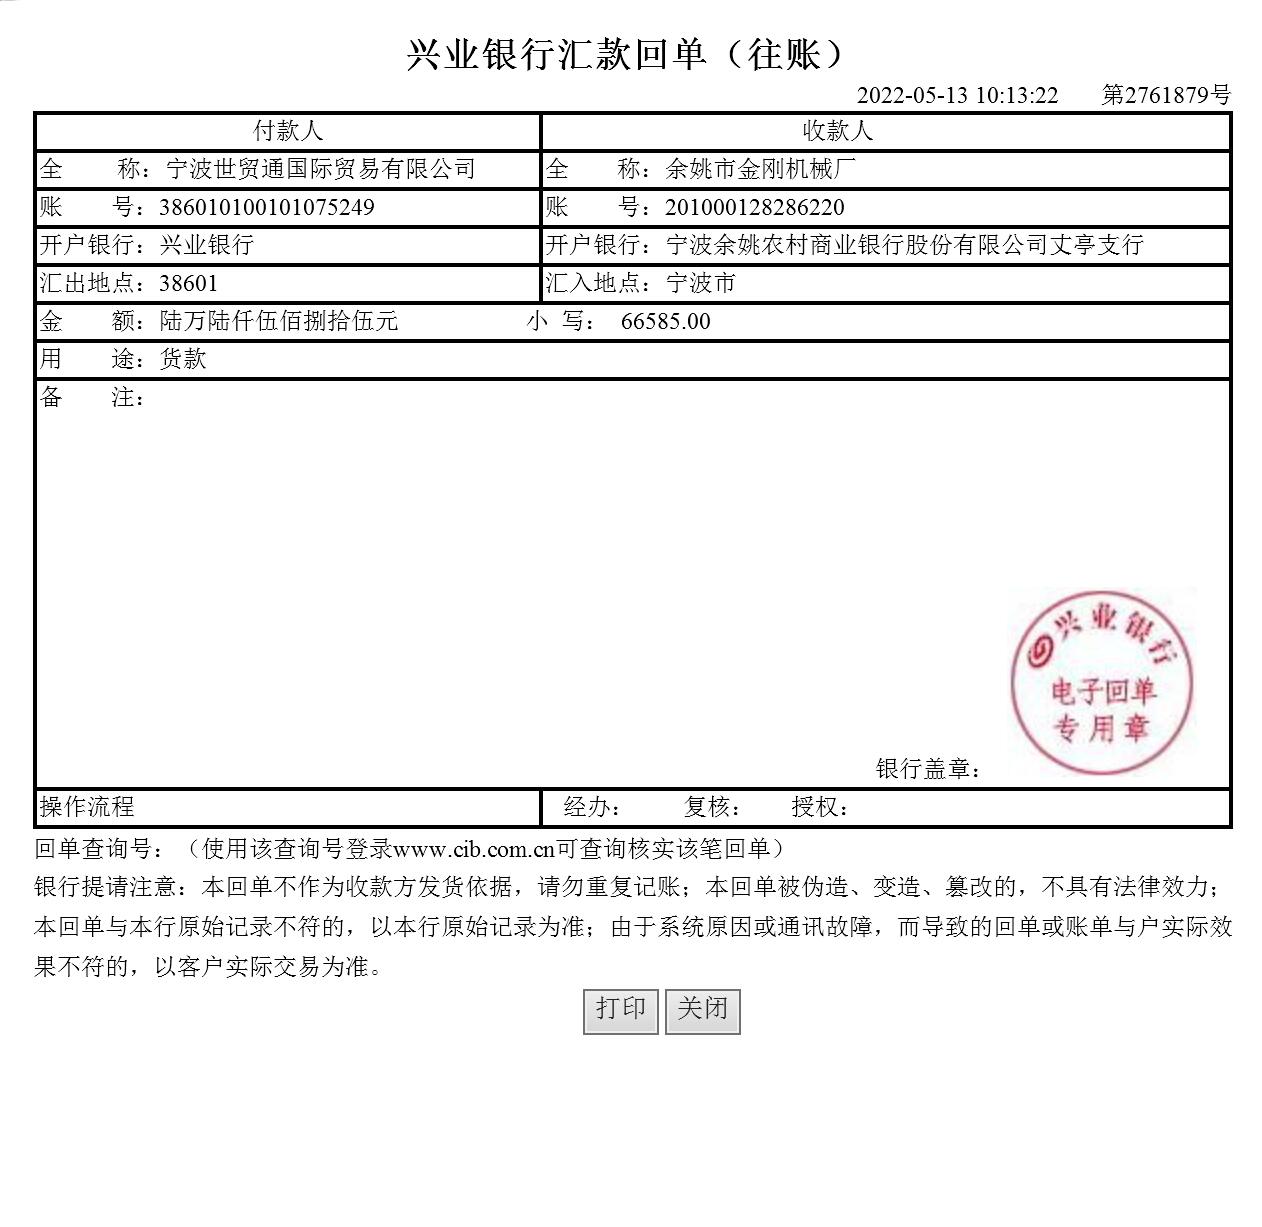 兴业银行汇款回单（往账）
2022-05-13 10:13:22 第2761879号
付款人 收款人
全 称：宁波世贸通国际贸易有限公司 全 称：余姚市金刚机械厂
账 号：386010100101075249 账 号：201000128286220
开户银行：兴业银行 开户银行：宁波余姚农村商业银行股份有限公司丈亭支行
汇出地点：38601 汇入地点：宁波市
金 额：陆万陆仟伍佰捌拾伍元 小 写： 66585.00
用 途：货款
备 注：
兴业银行
电子回单
专用章
银行盖章：
操作流程 经办： 复核： 授权：
回单查询号：（使用该查询号登录www.cib.com.cn可查询核实该笔回单）
银行提请注意：本回单不作为收款方发货依据，请勿重复记账；本回单被伪造、变造、篡改的，不具有法律效力；
本回单与本行原始记录不符的，以本行原始记录为准；由于系统原因或通讯故障，而导致的回单或账单与户实际效
果不符的，以客户实际交易为准。
打印 关闭